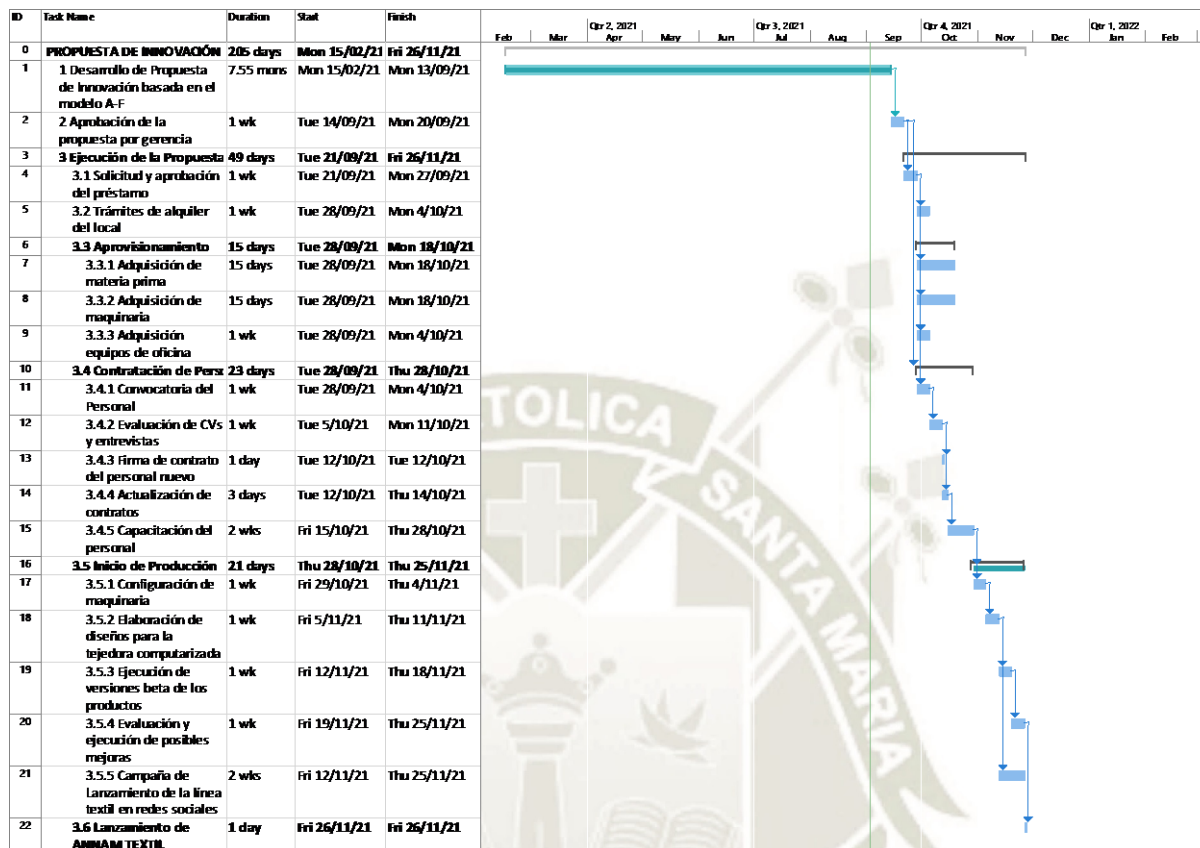 ID Task Name Duration Start Finish
Qtr 2, 2021 Qtr 3, 2021 Qtr 4, 2021 Qtr 1, 2022
Feb Mar Apr May Jun Jul Aug Sep Oct Nov Dec Jan Feb
0 PROPUESTA DE INNOVACIÓN 205 days Mon 15/02/21 Fri 26/11/21
1 1 Desarrollo de Propuesta 7.55 mons Mon 15/02/21 Mon 13/09/21
de Innovación basada en el
modelo A-F
2 2 Aprobación de la 1 wk Tue 14/09/21 Mon 20/09/21
propuesta por gerencia
3 3 Ejecución de la Propuesta 49 days Tue 21/09/21 Fri 26/11/21
4 3.1 Solicitud y aprobación 1 wk Tue 21/09/21 Mon 27/09/21
del préstamo
5 3.2 Trámites de alquiler 1 wk Tue 28/09/21 Mon 4/10/21
del local
6 3.3 Aprovisionamiento 15 days Tue 28/09/21 Mon 18/10/21
7 3.3.1 Adquisición de 15 days Tue 28/09/21 Mon 18/10/21
materia prima
8 3.3.2 Adquisición de 15 days Tue 28/09/21 Mon 18/10/21
maquinaria
9 3.3.3 Adquisición 1 wk Tue 28/09/21 Mon 4/10/21
equipos de oficina
10 3.4 Contratación de Pers 23 days Tue 28/09/21 Thu 28/10/21
11 3.4.1 Convocatoria del 1 wk Tue 28/09/21 Mon 4/10/21
Personal
12 3.4.2 Evaluación de CVs 1 wk Tue 5/10/21 Mon 11/10/21
y entrevistas
13 3.4.3 Firma de contrato 1 day Tue 12/10/21 Tue 12/10/21
del personal nuevo
14 3.4.4 Actualización de 3 days Tue 12/10/21 Thu 14/10/21
contratos
15 3.4.5 Capacitación del 2 wks Fri 15/10/21 Thu 28/10/21
personal
16 3.5 Inicio de Producción 21 days Thu 28/10/21 Thu 25/11/21
17 3.5.1 Configuración de 1 wk Fri 29/10/21 Thu 4/11/21
maquinaria
18 3.5.2 Elaboración de 1 wk Fri 5/11/21 Thu 11/11/21
diseños para la
tejedora computarizada
19 3.5.3 Ejecución de 1 wk Fri 12/11/21 Thu 18/11/21
versiones beta de los
productos
20 3.5.4 Evaluación y 1 wk Fri 19/11/21 Thu 25/11/21
ejecución de posibles
mejoras
21 3.5.5 Campaña de 2 wks Fri 12/11/21 Thu 25/11/21
Lanzamiento de la línea
textil en redes sociales
22 3.6 Lanzamiento de 1 day Fri 26/11/21 Fri 26/11/21
ANNAM TEXTIL
TOLICA
SANTA MARIA